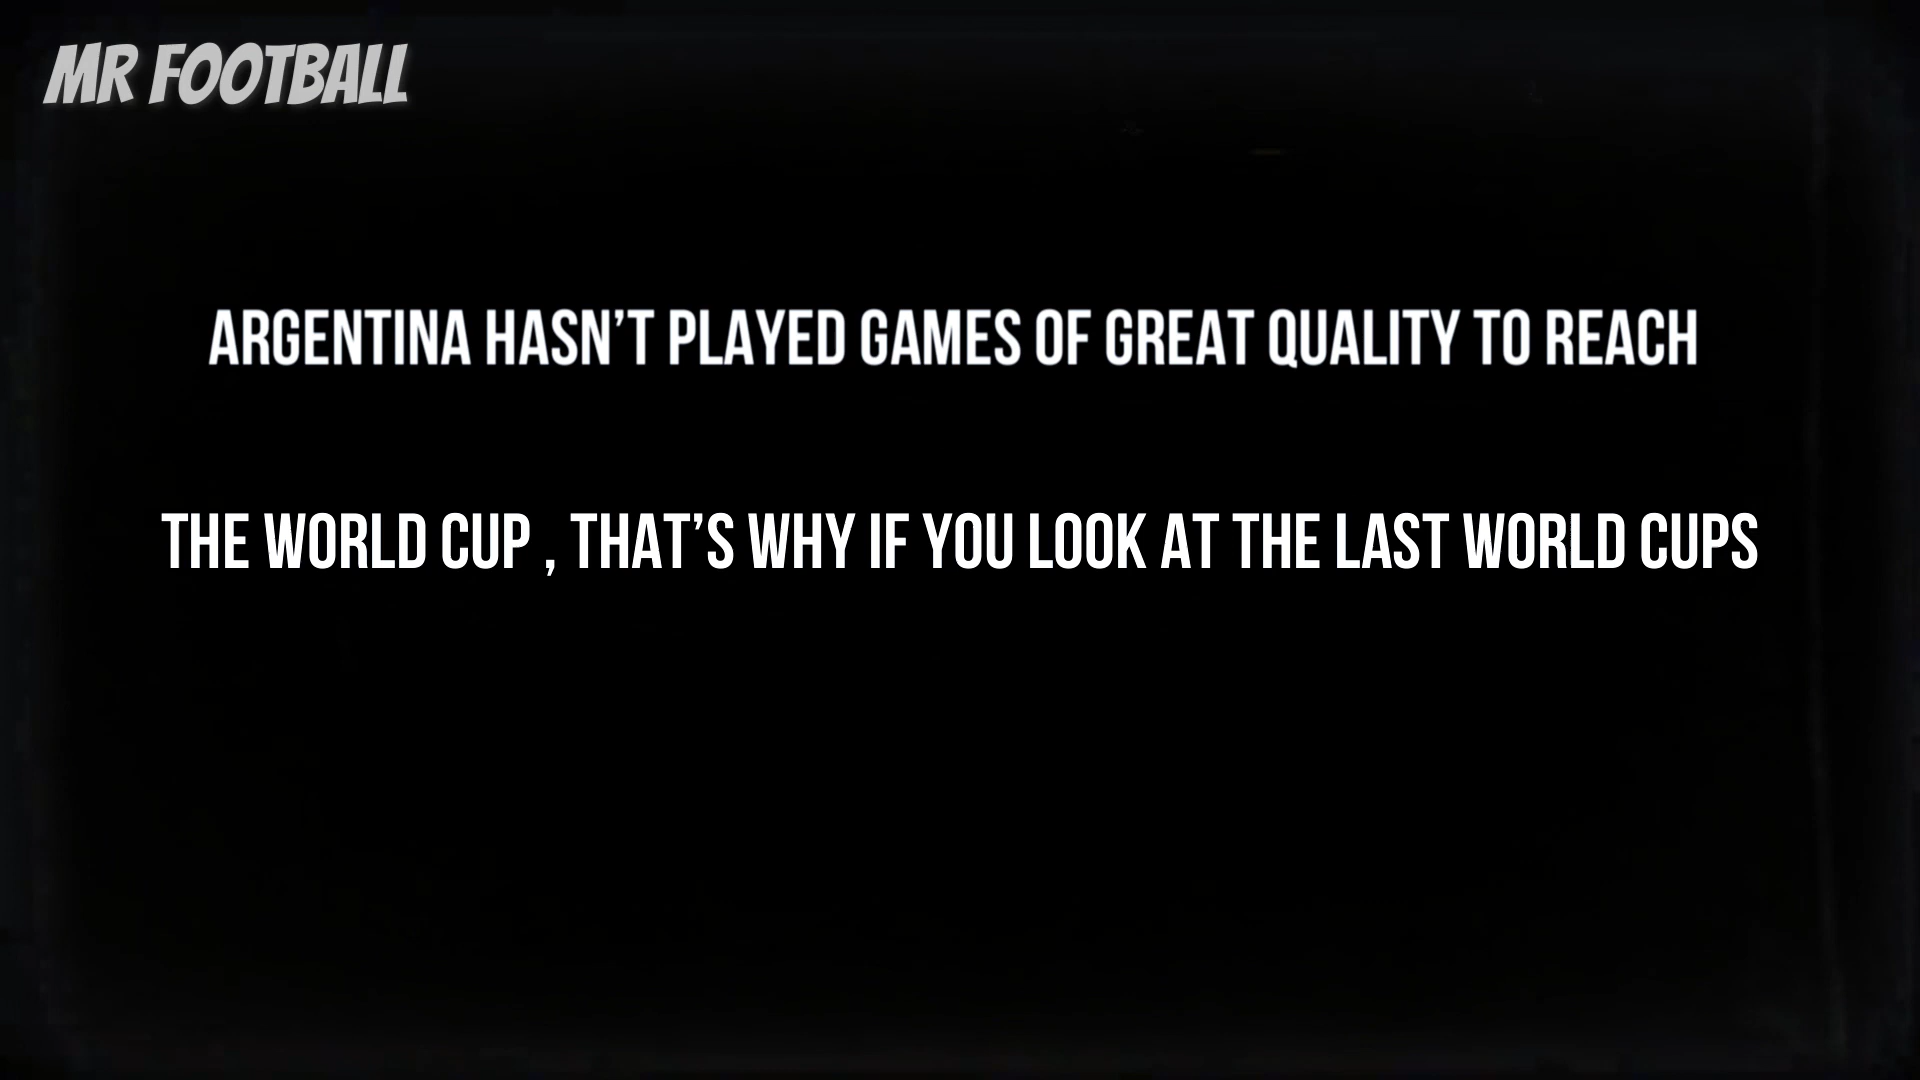 MR FOOTBALL
ARGENTINA HASN’T PLAYED GAMES OF GREAT QUALITY TO REACH
THE WORLD CUP , THAT’S WHY IF YOU LOOK AT THE LAST WORLD CUPS